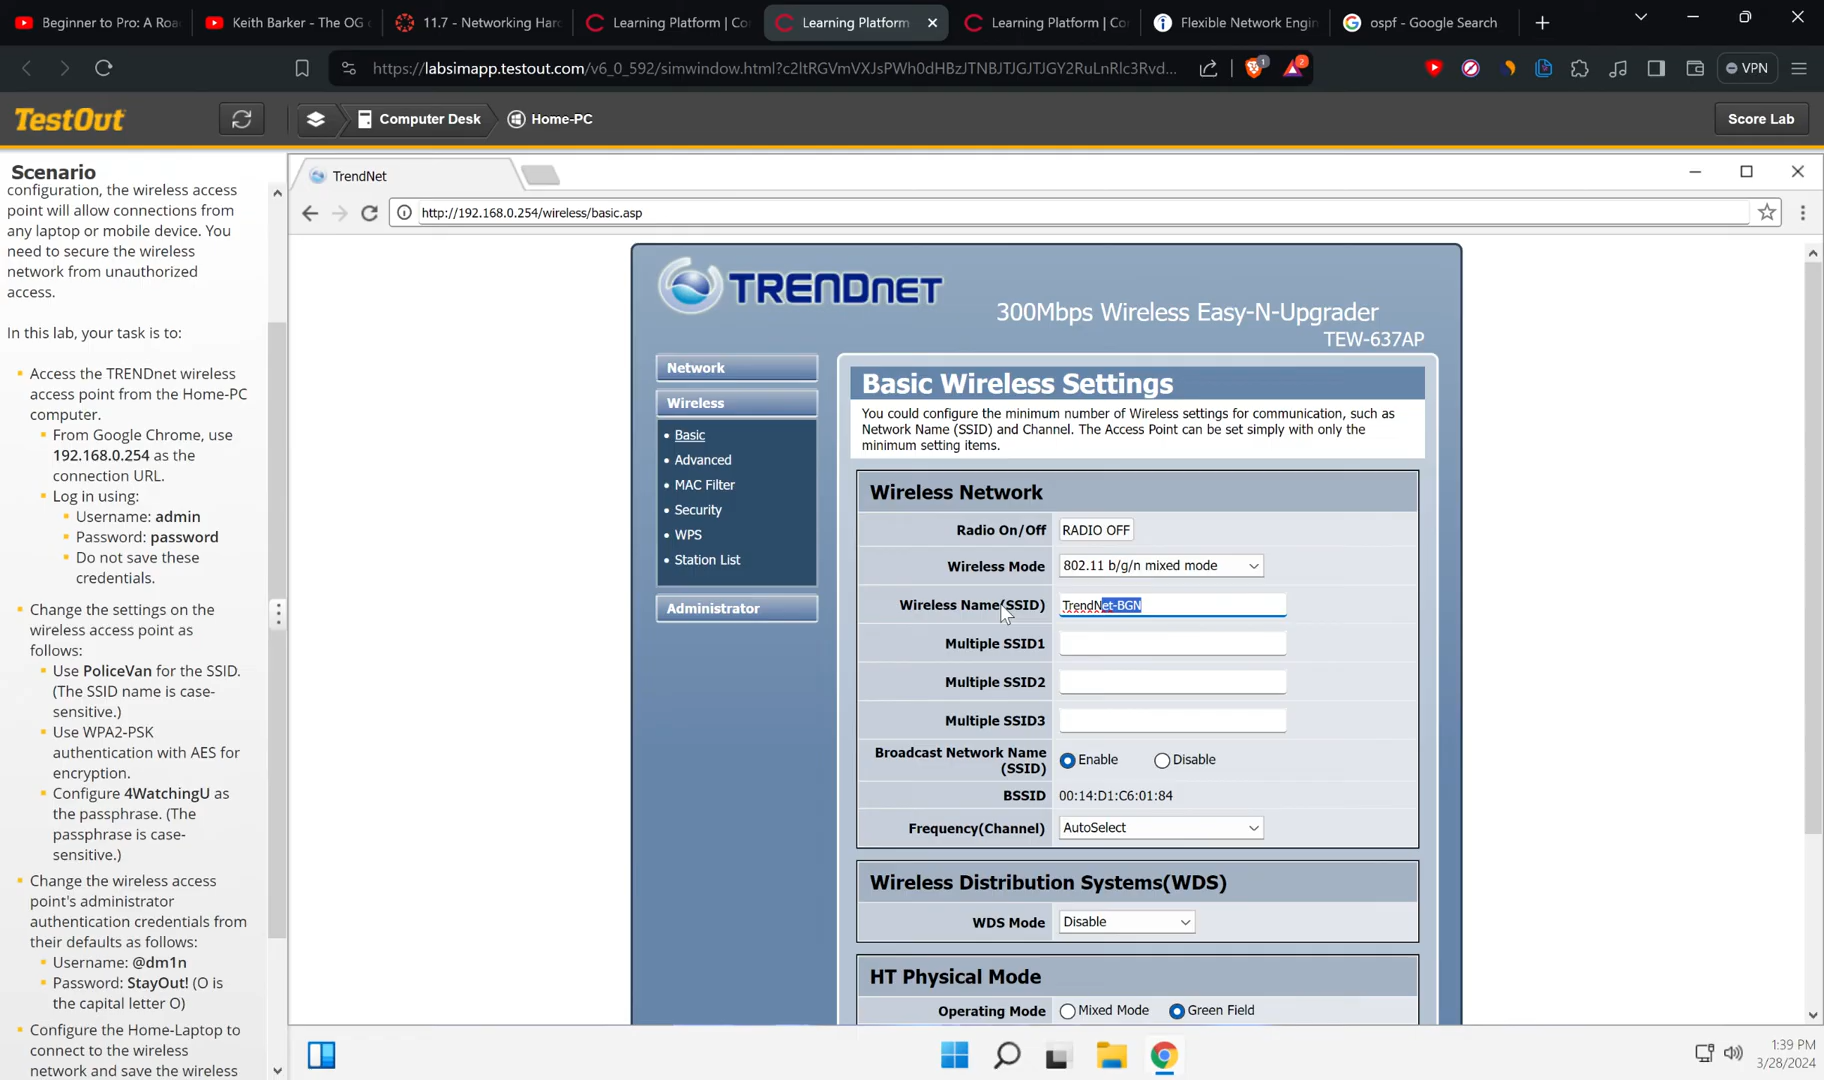 Beginner to Pro: A Roa
Keith Barker - The OG
11.7 - Networking Har
Learning Platform | Co
Learning Platform
Learning Platform | Co
Flexible Network Engin
ospf - Google Search
https://labsimapp.testout.com/v6_0_592/simwindow.html?c2ltRGVmVXJsPWh0dHBzJTNBJTJGJTJGY2RuLnRlc3Rvd...
1
2
VPN
TestOut
Computer Desk
Home-PC
Score Lab
Scenario
configuration, the wireless access
point will allow connections from
any laptop or mobile device. You
need to secure the wireless
network from unauthorized
access.
In this lab, your task is to:
Access the TRENDnet wireless
access point from the Home-PC
computer.
From Google Chrome, use
192.168.0.254 as the
connection URL.
Log in using:
Username: admin
Password: password
Do not save these
credentials.
Change the settings on the
wireless access point as
follows:
Use PoliceVan for the SSID.
(The SSID name is case-
sensitive.)
Use WPA2-PSK
authentication with AES for
encryption.
Configure 4WatchingU as
the passphrase. (The
passphrase is case-
sensitive.)
Change the wireless access
point's administrator
authentication credentials from
their defaults as follows:
Username: @dm1n
Password: StayOut! (O is
the capital letter O)
Configure the Home-Laptop to
connect to the wireless
network and save the wireless
TrendNet
http://192.168.0.254/wireless/basic.asp
TRENDNET
300Mbps Wireless Easy-N-Upgrader
TEW-637AP
Network
Wireless
Basic
Advanced
MAC Filter
Security
WPS
Station List
Administrator
Basic Wireless Settings
You could configure the minimum number of Wireless settings for communication, such as
Network Name (SSID) and Channel. The Access Point can be set simply with only the
minimum setting items.
Wireless Network
Radio On/Off RADIO OFF
Wireless Mode 802.11 b/g/n mixed mode
Wireless Name(SSID) TrendNet-BGN
Multiple SSID1
Multiple SSID2
Multiple SSID3
Broadcast Network Name
(SSID) Enable Disable
BSSID 00:14:D1:C6:01:84
Frequency(Channel) AutoSelect
Wireless Distribution Systems(WDS)
WDS Mode Disable
HT Physical Mode
Operating Mode Mixed Mode Green Field
1:39 PM
3/28/2024